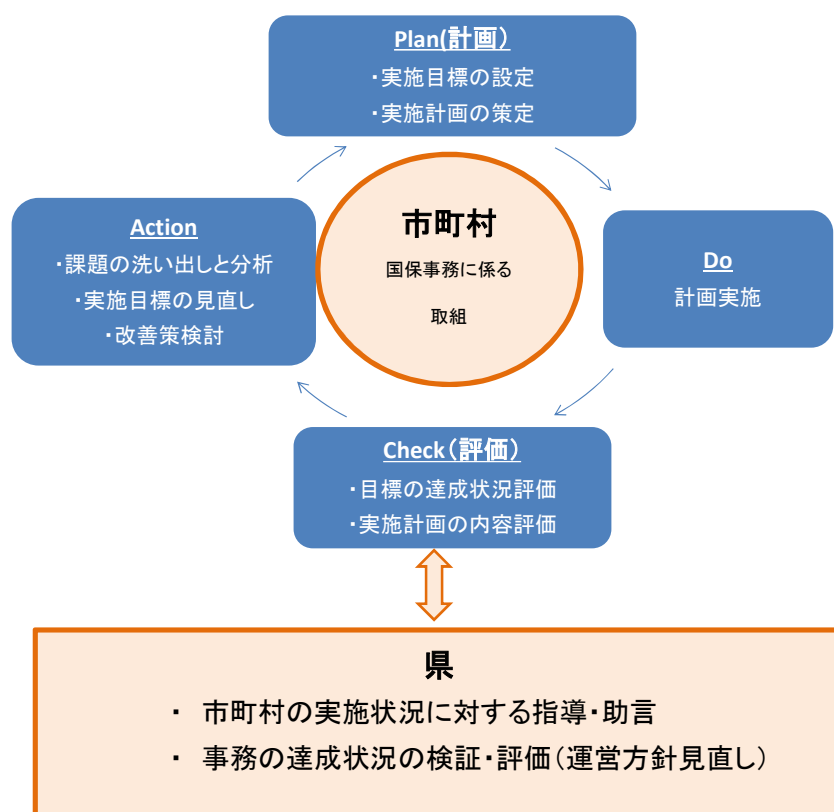 Plan(計画)
・実施目標の設定
・実施計画の策定
市町村
国保事務に係る
取組
Action
・課題の洗い出しと分析
・実施目標の見直し
・改善策検討
Do
計画実施
Check(評価)
・目標の達成状況評価
・実施計画の内容評価
県
・ 市町村の実施状況に対する指導・助言
・ 事務の達成状況の検証・評価(運営方針見直し)